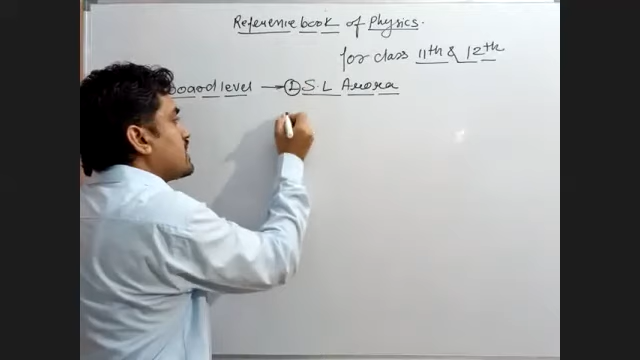 Reference book of Physics.
for class 11th & 12th
board level → ① S.L Arora